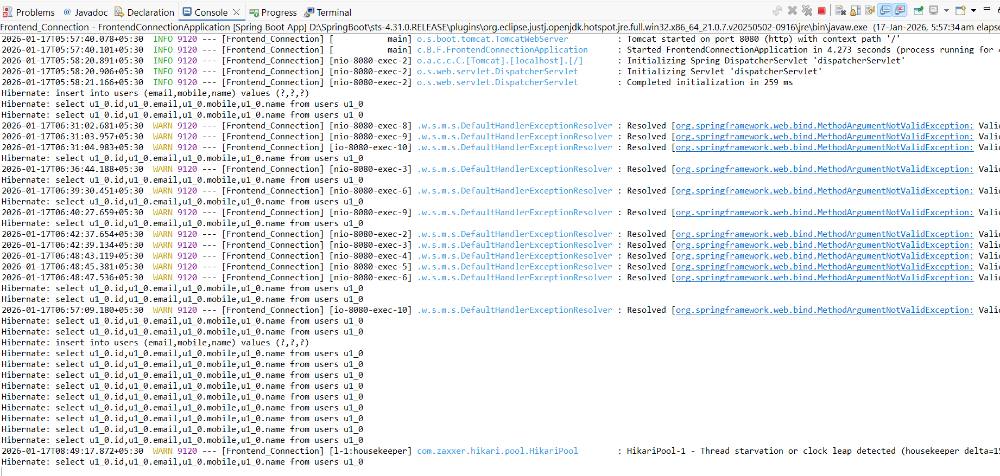 Problems @ Javadoc Declaration Console Progress Terminal
Frontend_Connection - FrontendConnectionApplication [Spring Boot App] D:\SpringBoot\sts-4.31.0.RELEASE\plugins\org.eclipse.justj.openjdk.hotspot.jre.full.win32.x86_64_21.0.7.v20250502-0916\jre\bin\javaw.exe (17-Jan-2026, 5:57:34 am elapse
2026-01-17T05:57:40.078+05:30  INFO 9120 --- [Frontend_Connection] [           main] o.s.boot.tomcat.TomcatWebServer          : Tomcat started on port 8080 (http) with context path '/'
2026-01-17T05:57:40.101+05:30  INFO 9120 --- [Frontend_Connection] [           main] c.B.F.FrontendConnectionApplication      : Started FrontendConnectionApplication in 4.273 seconds (process running for 4
2026-01-17T05:58:20.891+05:30  INFO 9120 --- [Frontend_Connection] [nio-8080-exec-2] o.a.c.c.C.[Tomcat].[localhost].[/]       : Initializing Spring DispatcherServlet 'dispatcherServlet'
2026-01-17T05:58:20.906+05:30  INFO 9120 --- [Frontend_Connection] [nio-8080-exec-2] o.s.web.servlet.DispatcherServlet        : Initializing Servlet 'dispatcherServlet'
2026-01-17T05:58:21.166+05:30  INFO 9120 --- [Frontend_Connection] [nio-8080-exec-2] o.s.web.servlet.DispatcherServlet        : Completed initialization in 259 ms
Hibernate: insert into users (email,mobile,name) values (?,?,?)
Hibernate: select u1_0.id,u1_0.email,u1_0.mobile,u1_0.name from users u1_0
Hibernate: select u1_0.id,u1_0.email,u1_0.mobile,u1_0.name from users u1_0
2026-01-17T06:31:02.681+05:30  WARN 9120 --- [Frontend_Connection] [nio-8080-exec-8] .w.s.m.s.DefaultHandlerExceptionResolver : Resolved [org.springframework.web.bind.MethodArgumentNotValidException: Valic
2026-01-17T06:31:03.957+05:30  WARN 9120 --- [Frontend_Connection] [nio-8080-exec-9] .w.s.m.s.DefaultHandlerExceptionResolver : Resolved [org.springframework.web.bind.MethodArgumentNotValidException: Valic
2026-01-17T06:31:04.983+05:30  WARN 9120 --- [Frontend_Connection] [io-8080-exec-10] .w.s.m.s.DefaultHandlerExceptionResolver : Resolved [org.springframework.web.bind.MethodArgumentNotValidException: Valic
Hibernate: select u1_0.id,u1_0.email,u1_0.mobile,u1_0.name from users u1_0
2026-01-17T06:36:44.188+05:30  WARN 9120 --- [Frontend_Connection] [nio-8080-exec-3] .w.s.m.s.DefaultHandlerExceptionResolver : Resolved [org.springframework.web.bind.MethodArgumentNotValidException: Valic
Hibernate: select u1_0.id,u1_0.email,u1_0.mobile,u1_0.name from users u1_0
2026-01-17T06:39:30.451+05:30  WARN 9120 --- [Frontend_Connection] [nio-8080-exec-6] .w.s.m.s.DefaultHandlerExceptionResolver : Resolved [org.springframework.web.bind.MethodArgumentNotValidException: Valic
Hibernate: select u1_0.id,u1_0.email,u1_0.mobile,u1_0.name from users u1_0
2026-01-17T06:40:27.659+05:30  WARN 9120 --- [Frontend_Connection] [nio-8080-exec-9] .w.s.m.s.DefaultHandlerExceptionResolver : Resolved [org.springframework.web.bind.MethodArgumentNotValidException: Valic
Hibernate: select u1_0.id,u1_0.email,u1_0.mobile,u1_0.name from users u1_0
2026-01-17T06:42:37.654+05:30  WARN 9120 --- [Frontend_Connection] [nio-8080-exec-2] .w.s.m.s.DefaultHandlerExceptionResolver : Resolved [org.springframework.web.bind.MethodArgumentNotValidException: Valic
2026-01-17T06:42:39.134+05:30  WARN 9120 --- [Frontend_Connection] [nio-8080-exec-3] .w.s.m.s.DefaultHandlerExceptionResolver : Resolved [org.springframework.web.bind.MethodArgumentNotValidException: Valic
2026-01-17T06:48:43.119+05:30  WARN 9120 --- [Frontend_Connection] [nio-8080-exec-4] .w.s.m.s.DefaultHandlerExceptionResolver : Resolved [org.springframework.web.bind.MethodArgumentNotValidException: Valic
2026-01-17T06:48:45.381+05:30  WARN 9120 --- [Frontend_Connection] [nio-8080-exec-5] .w.s.m.s.DefaultHandlerExceptionResolver : Resolved [org.springframework.web.bind.MethodArgumentNotValidException: Valic
2026-01-17T06:48:47.536+05:30  WARN 9120 --- [Frontend_Connection] [nio-8080-exec-6] .w.s.m.s.DefaultHandlerExceptionResolver : Resolved [org.springframework.web.bind.MethodArgumentNotValidException: Valic
Hibernate: select u1_0.id,u1_0.email,u1_0.mobile,u1_0.name from users u1_0
Hibernate: select u1_0.id,u1_0.email,u1_0.mobile,u1_0.name from users u1_0
2026-01-17T06:57:09.180+05:30  WARN 9120 --- [Frontend_Connection] [io-8080-exec-10] .w.s.m.s.DefaultHandlerExceptionResolver : Resolved [org.springframework.web.bind.MethodArgumentNotValidException: Valic
Hibernate: select u1_0.id,u1_0.email,u1_0.mobile,u1_0.name from users u1_0
Hibernate: select u1_0.id,u1_0.email,u1_0.mobile,u1_0.name from users u1_0
Hibernate: insert into users (email,mobile,name) values (?,?,?)
Hibernate: select u1_0.id,u1_0.email,u1_0.mobile,u1_0.name from users u1_0
Hibernate: select u1_0.id,u1_0.email,u1_0.mobile,u1_0.name from users u1_0
Hibernate: select u1_0.id,u1_0.email,u1_0.mobile,u1_0.name from users u1_0
Hibernate: select u1_0.id,u1_0.email,u1_0.mobile,u1_0.name from users u1_0
Hibernate: select u1_0.id,u1_0.email,u1_0.mobile,u1_0.name from users u1_0
Hibernate: select u1_0.id,u1_0.email,u1_0.mobile,u1_0.name from users u1_0
Hibernate: select u1_0.id,u1_0.email,u1_0.mobile,u1_0.name from users u1_0
Hibernate: select u1_0.id,u1_0.email,u1_0.mobile,u1_0.name from users u1_0
Hibernate: select u1_0.id,u1_0.email,u1_0.mobile,u1_0.name from users u1_0
2026-01-17T08:49:17.872+05:30  WARN 9120 --- [Frontend_Connection] [l-1:housekeeper] com.zaxxer.hikari.pool.HikariPool        : HikariPool-1 - Thread starvation or clock leap detected (housekeeper delta=15
Hibernate: select u1_0.id,u1_0.email,u1_0.mobile,u1_0.name from users u1_0